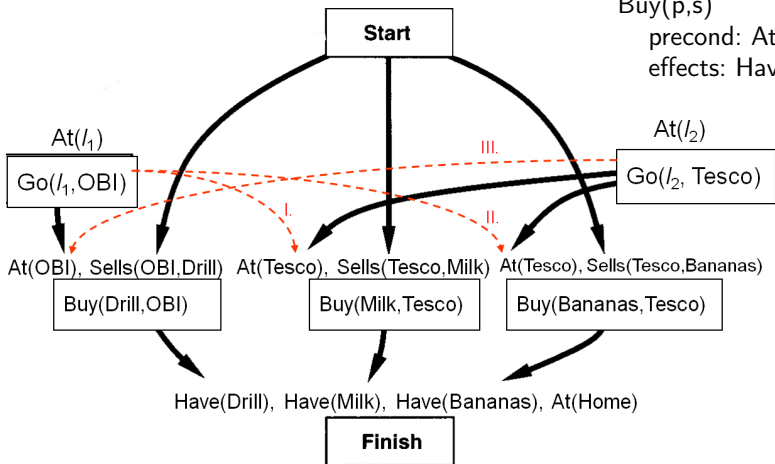 Start
Buy(p,s)
precond: At
effects: Hav
At(l₁)
At(l₂)
III.
Go(l₁,OBI)
Go(l₂, Tesco)
I.
II.
At(OBI), Sells(OBI,Drill)
At(Tesco), Sells(Tesco,Milk)
At(Tesco), Sells(Tesco,Bananas)
Buy(Drill,OBI)
Buy(Milk,Tesco)
Buy(Bananas,Tesco)
Have(Drill), Have(Milk), Have(Bananas), At(Home)
Finish